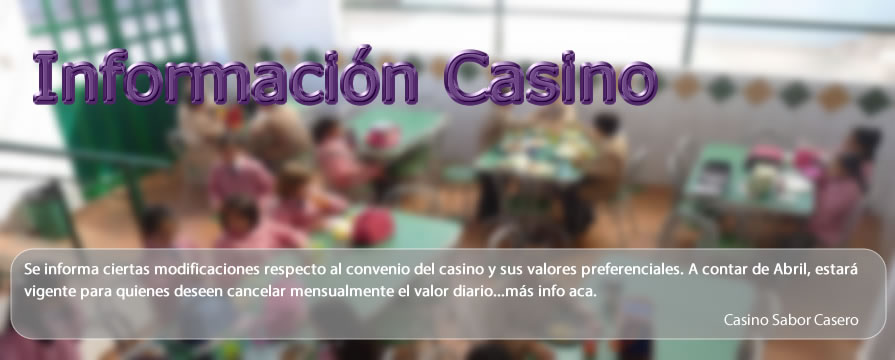 Información Casino
Se informa ciertas modificaciones respecto al convenio del casino y sus valores preferenciales. A contar de Abril, estará
vigente para quienes deseen cancelar mensualmente el valor diario...más info aca.
Casino Sabor Casero